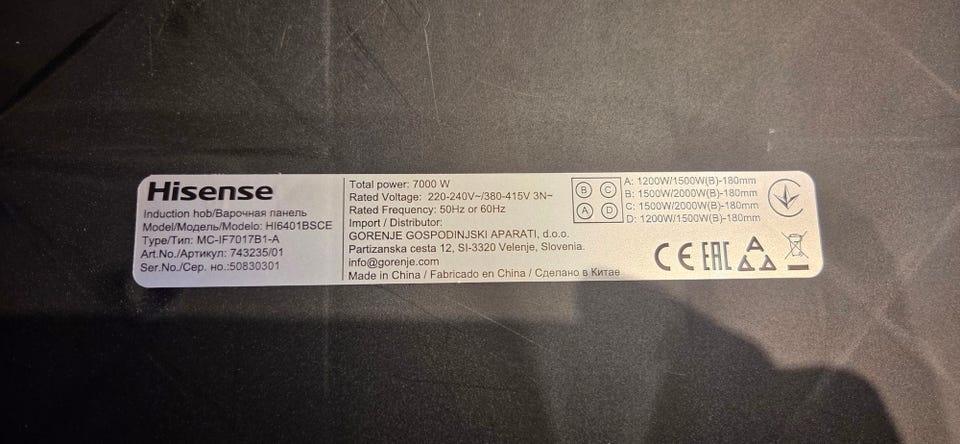 Hisense
Induction hob/Варочная панель
Model/Модель/Modelo: HI6401BSCE
Type/Тип: MC-IF7017B1-A
Art.No./Артикул: 743235/01
Ser.No./Сер. но.:50830301
Total power: 7000 W
Rated Voltage: 220-240V~/380-415V 3N~
Rated Frequency: 50Hz or 60Hz
Import / Distributor:
GORENJE GOSPODINJSKI APARATI, d.o.o.
Partizanska cesta 12, SI-3320 Velenje, Slovenia.
info@gorenje.com
Made in China / Fabricado en China / Сделано в Китае
B C
A D
A: 1200W/1500W(B)-180mm
B: 1500W/2000W(B)-180mm
C: 1500W/2000W(B)-180mm
D: 1200W/1500W(B)-180mm
CE EAC
A
A A